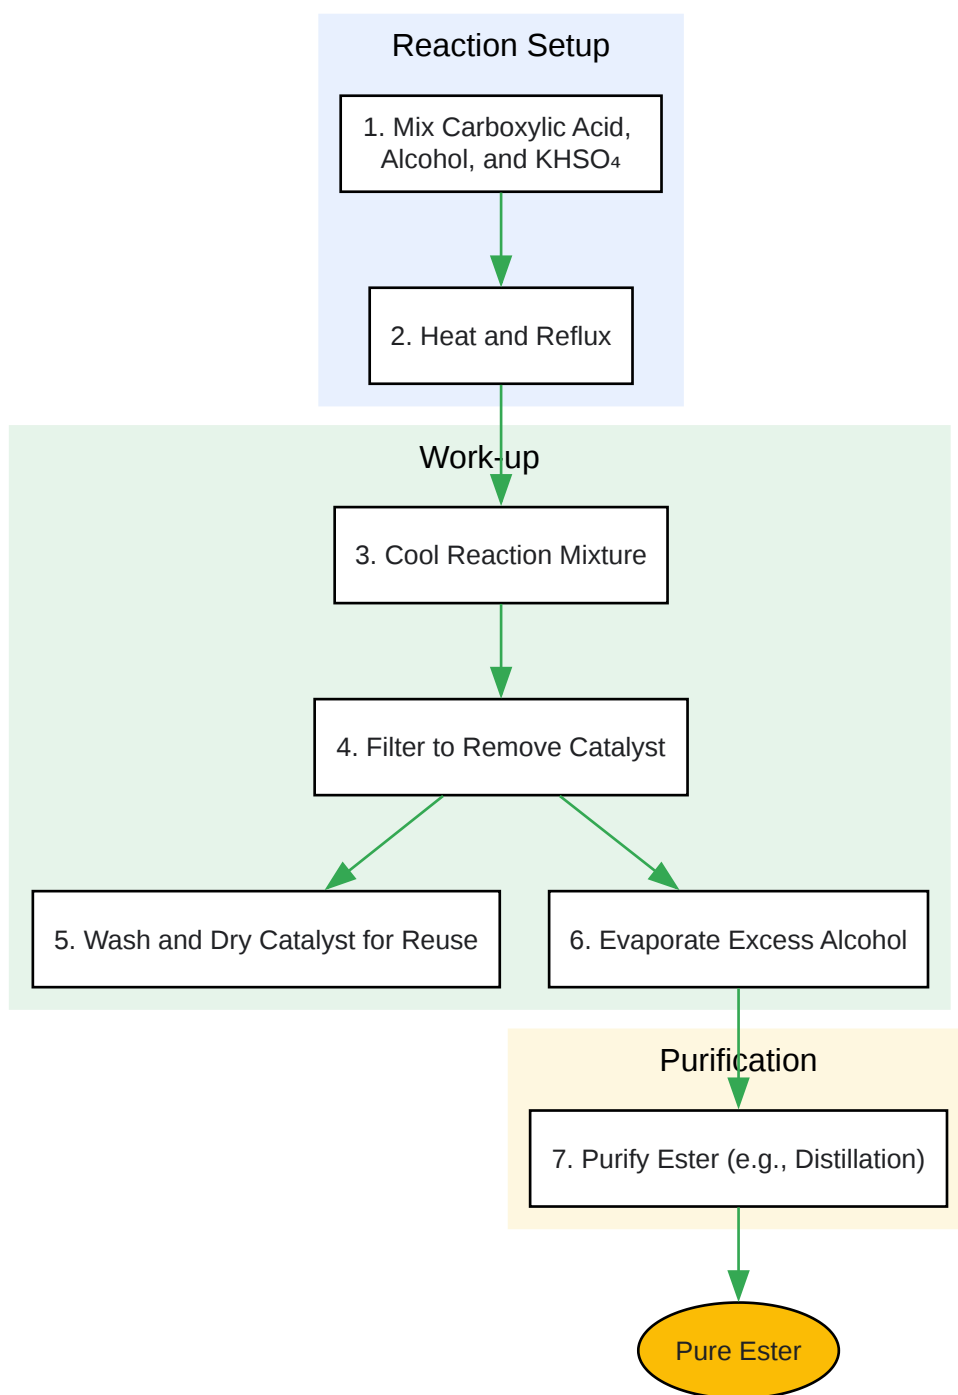 Reaction Setup
1. Mix Carboxylic Acid,
Alcohol, and KHSO₄
2. Heat and Reflux
Work-up
3. Cool Reaction Mixture
4. Filter to Remove Catalyst
5. Wash and Dry Catalyst for Reuse
6. Evaporate Excess Alcohol
Purification
7. Purify Ester (e.g., Distillation)
Pure Ester